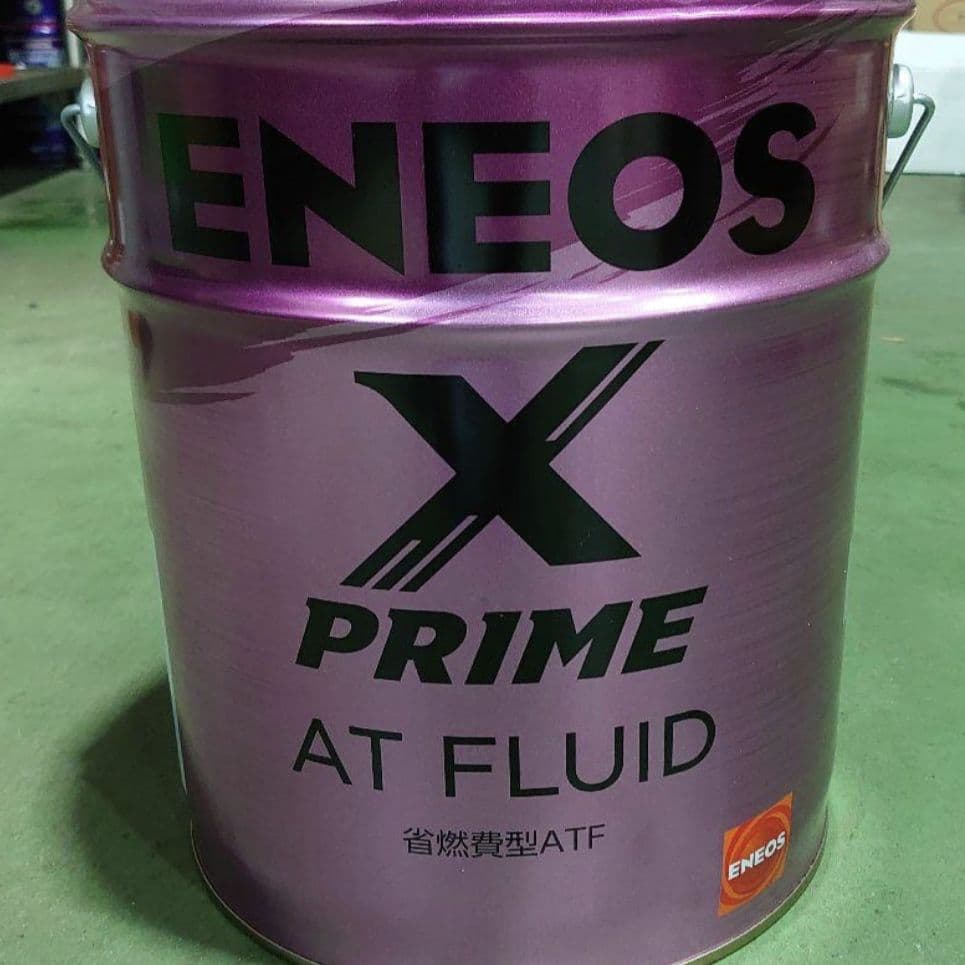 ENEOS
X
PRIME
AT FLUID
省燃費型ATF
ENEOS